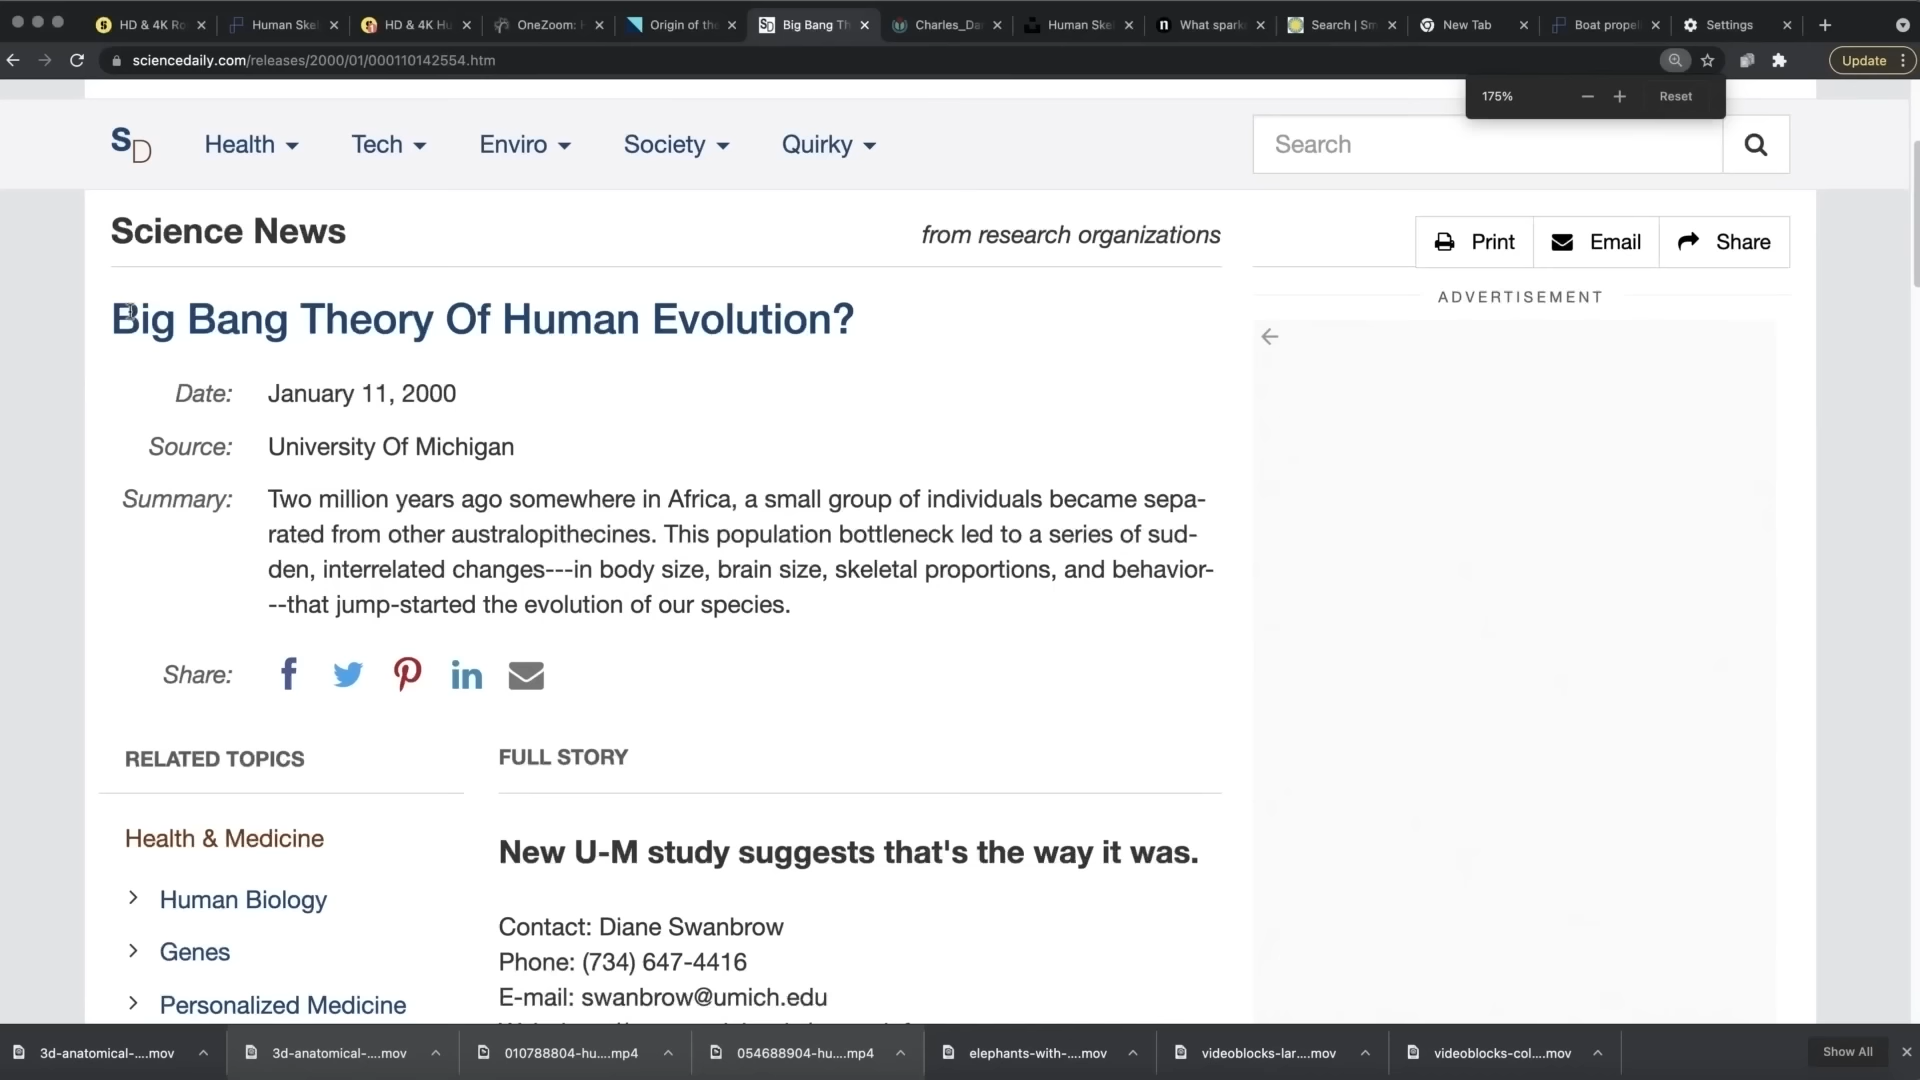 HD & 4K Ro
Human Ske
HD & 4K Hu
OneZoom: H
Origin of the
Big Bang Th
Charles_Da
Human Ske
What spark
Search | Sm
New Tab
Boat prope
Settings
sciencedaily.com/releases/2000/01/000110142554.htm
Update
175%
Reset
SD
Health
Tech
Enviro
Society
Quirky
Search
Science News
from research organizations
Print
Email
Share
ADVERTISEMENT
Big Bang Theory Of Human Evolution?
Date: January 11, 2000
Source: University Of Michigan
Summary: Two million years ago somewhere in Africa, a small group of individuals became sepa-
rated from other australopithecines. This population bottleneck led to a series of sud-
den, interrelated changes---in body size, brain size, skeletal proportions, and behavior-
--that jump-started the evolution of our species.
Share:
RELATED TOPICS
Health & Medicine
Human Biology
Genes
Personalized Medicine
FULL STORY
New U-M study suggests that's the way it was.
Contact: Diane Swanbrow
Phone: (734) 647-4416
E-mail: swanbrow@umich.edu
3d-anatomical-....mov
3d-anatomical-....mov
010788804-hu....mp4
054688904-hu....mp4
elephants-with-....mov
videoblocks-lar....mov
videoblocks-col....mov
Show All